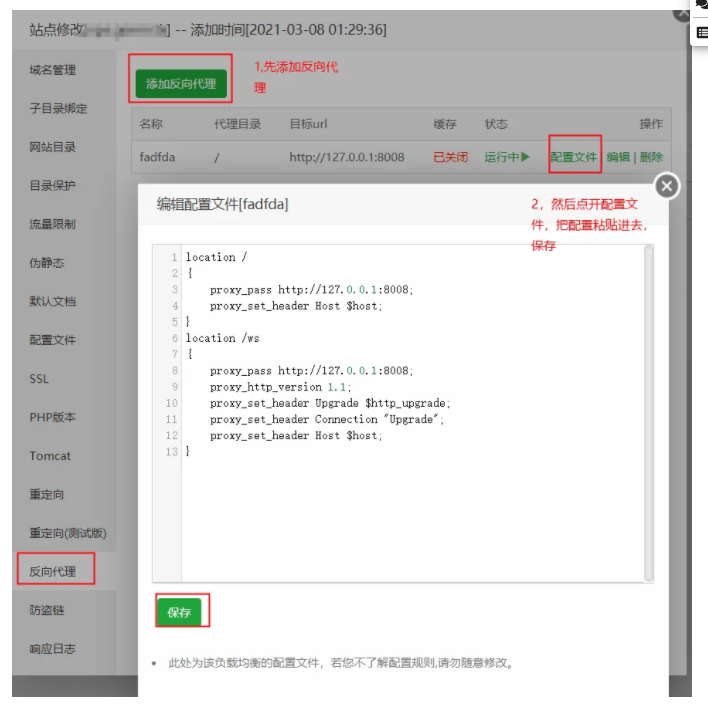 站点修改 ] -- 添加时间[2021-03-08 01:29:36]
域名管理
子目录绑定
网站目录
目录保护
流量限制
伪静态
默认文档
配置文件
SSL
PHP版本
Tomcat
重定向
重定向(测试版)
反向代理
防盗链
响应日志
添加反向代理
1,先添加反向代
理
名称 代理目录 目标url 缓存 状态 操作
fadfda / http://127.0.0.1:8008 已关闭 运行中▶ 配置文件 编辑 | 删除
编辑配置文件[fadfda]
2，然后点开配置文
件，把配置粘贴进去，
保存
1 location /
2 {
3 proxy_pass http://127.0.0.1:8008;
4 proxy_set_header Host $host;
5 }
6 location /ws
7 {
8 proxy_pass http://127.0.0.1:8008;
9 proxy_http_version 1.1;
10 proxy_set_header Upgrade $http_upgrade;
11 proxy_set_header Connection "Upgrade";
12 proxy_set_header Host $host;
13 }
保存
此处为该负载均衡的配置文件，若您不了解配置规则,请勿随意修改。